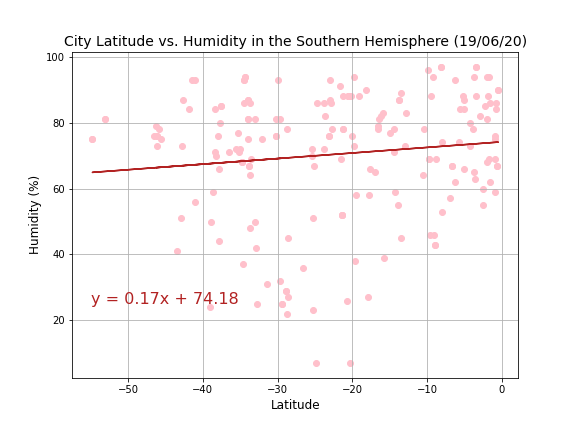 City Latitude vs. Humidity in the Southern Hemisphere (19/06/20)
100
80
60
40
20
Humidity (%)
y = 0.17x + 74.18
−50
−40
−30
−20
−10
0
Latitude